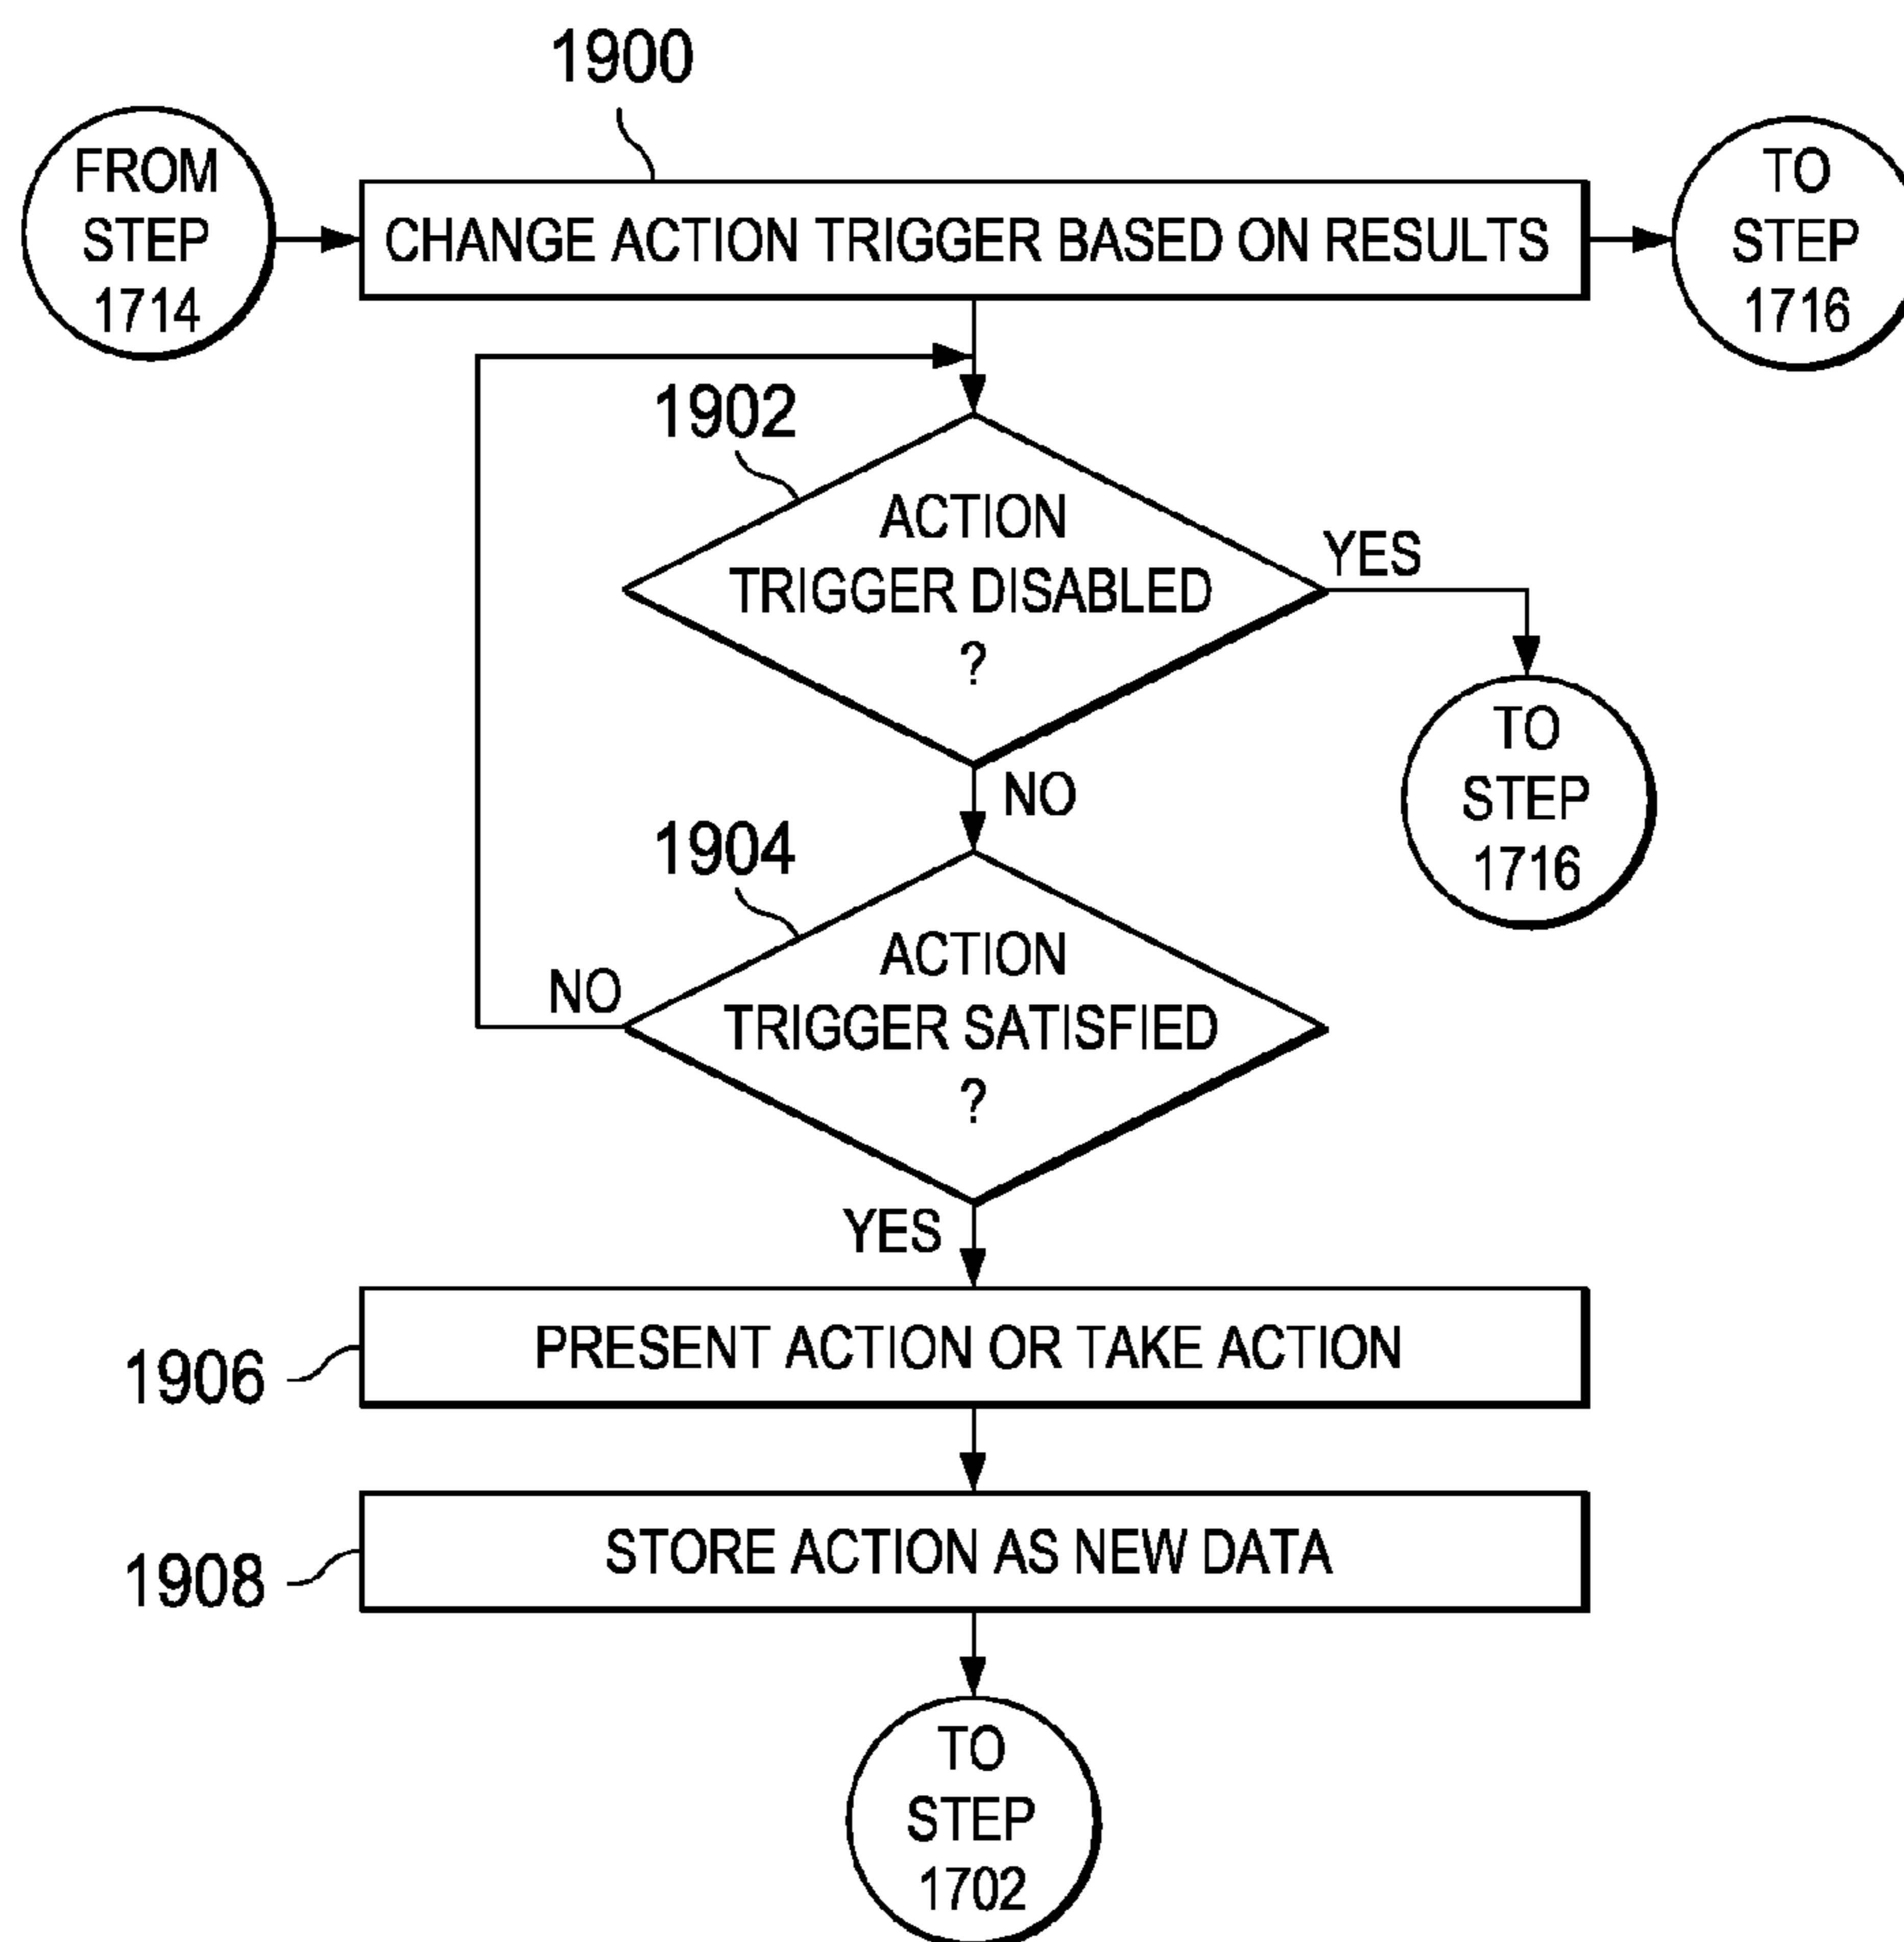 1900
FROM
STEP
1714
CHANGE ACTION TRIGGER BASED ON RESULTS
TO
STEP
1716
1902
ACTION
TRIGGER DISABLED
?
YES
TO
STEP
1716
NO
1904
ACTION
TRIGGER SATISFIED
?
NO
YES
1906
PRESENT ACTION OR TAKE ACTION
1908
STORE ACTION AS NEW DATA
TO
STEP
1702